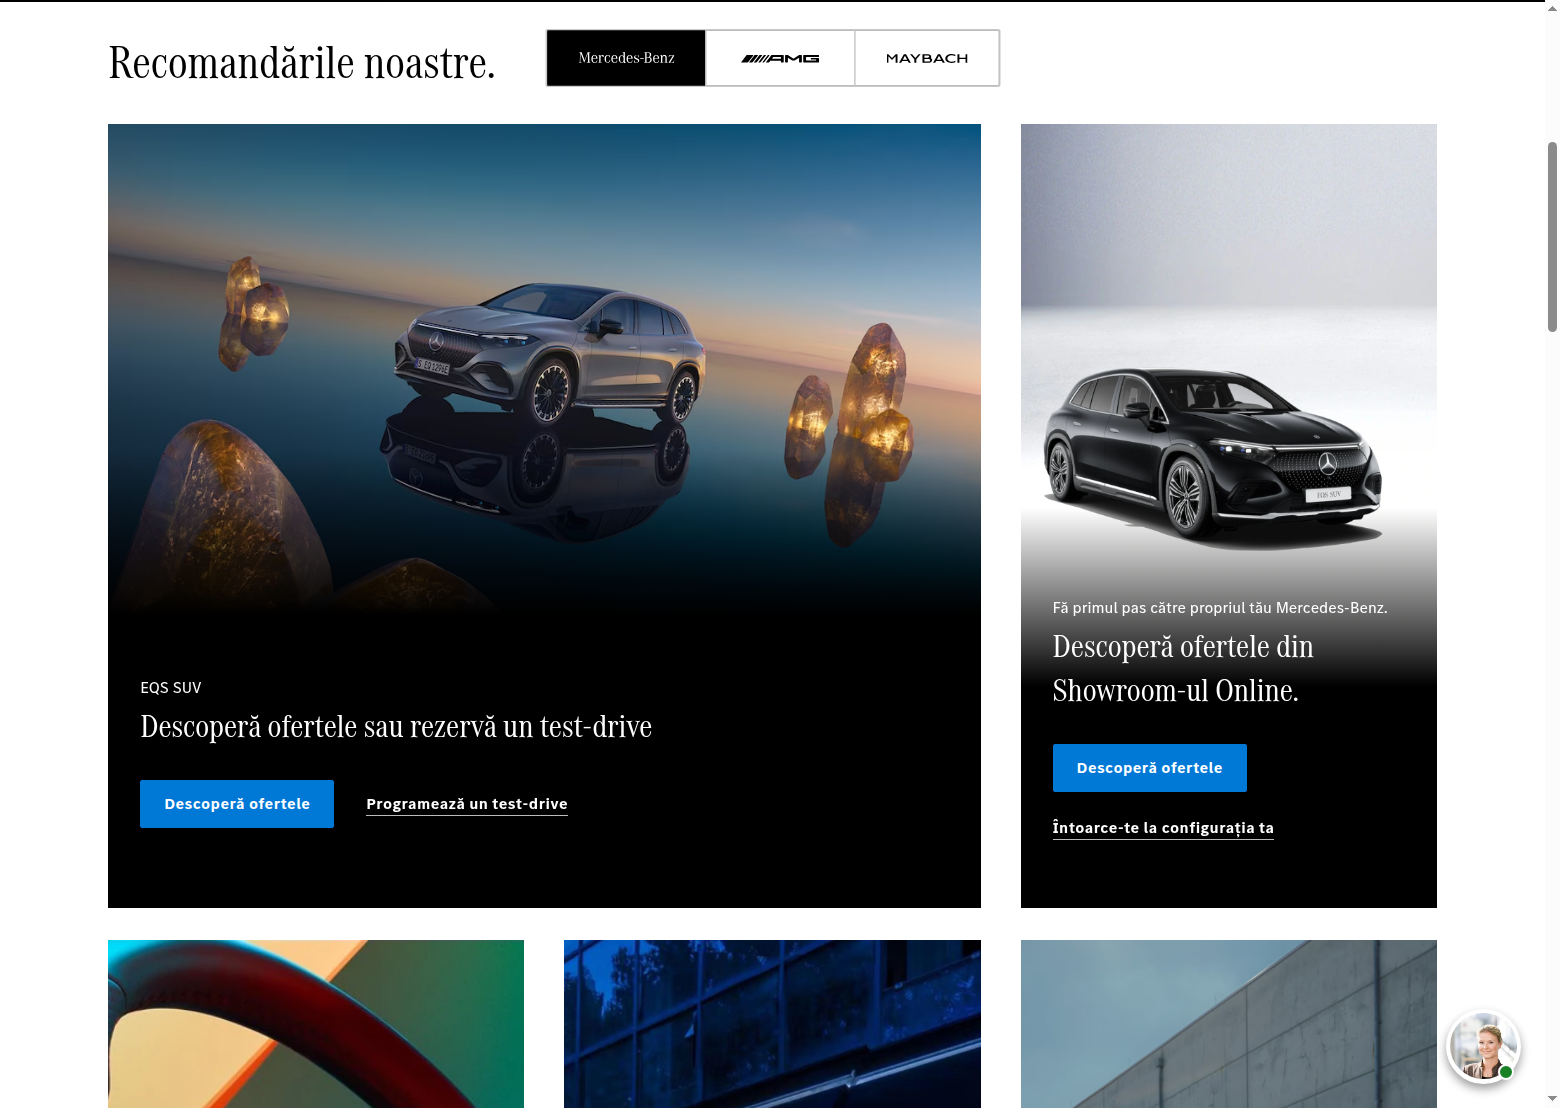 Recomandările noastre.
Mercedes-Benz
AMG
MAYBACH
EQS SUV
Descoperă ofertele sau rezervă un test-drive
Descoperă ofertele
Programează un test-drive
EQS SUV
Fă primul pas către propriul tău Mercedes-Benz.
Descoperă ofertele din
Showroom-ul Online.
Descoperă ofertele
Întoarce-te la configurația ta